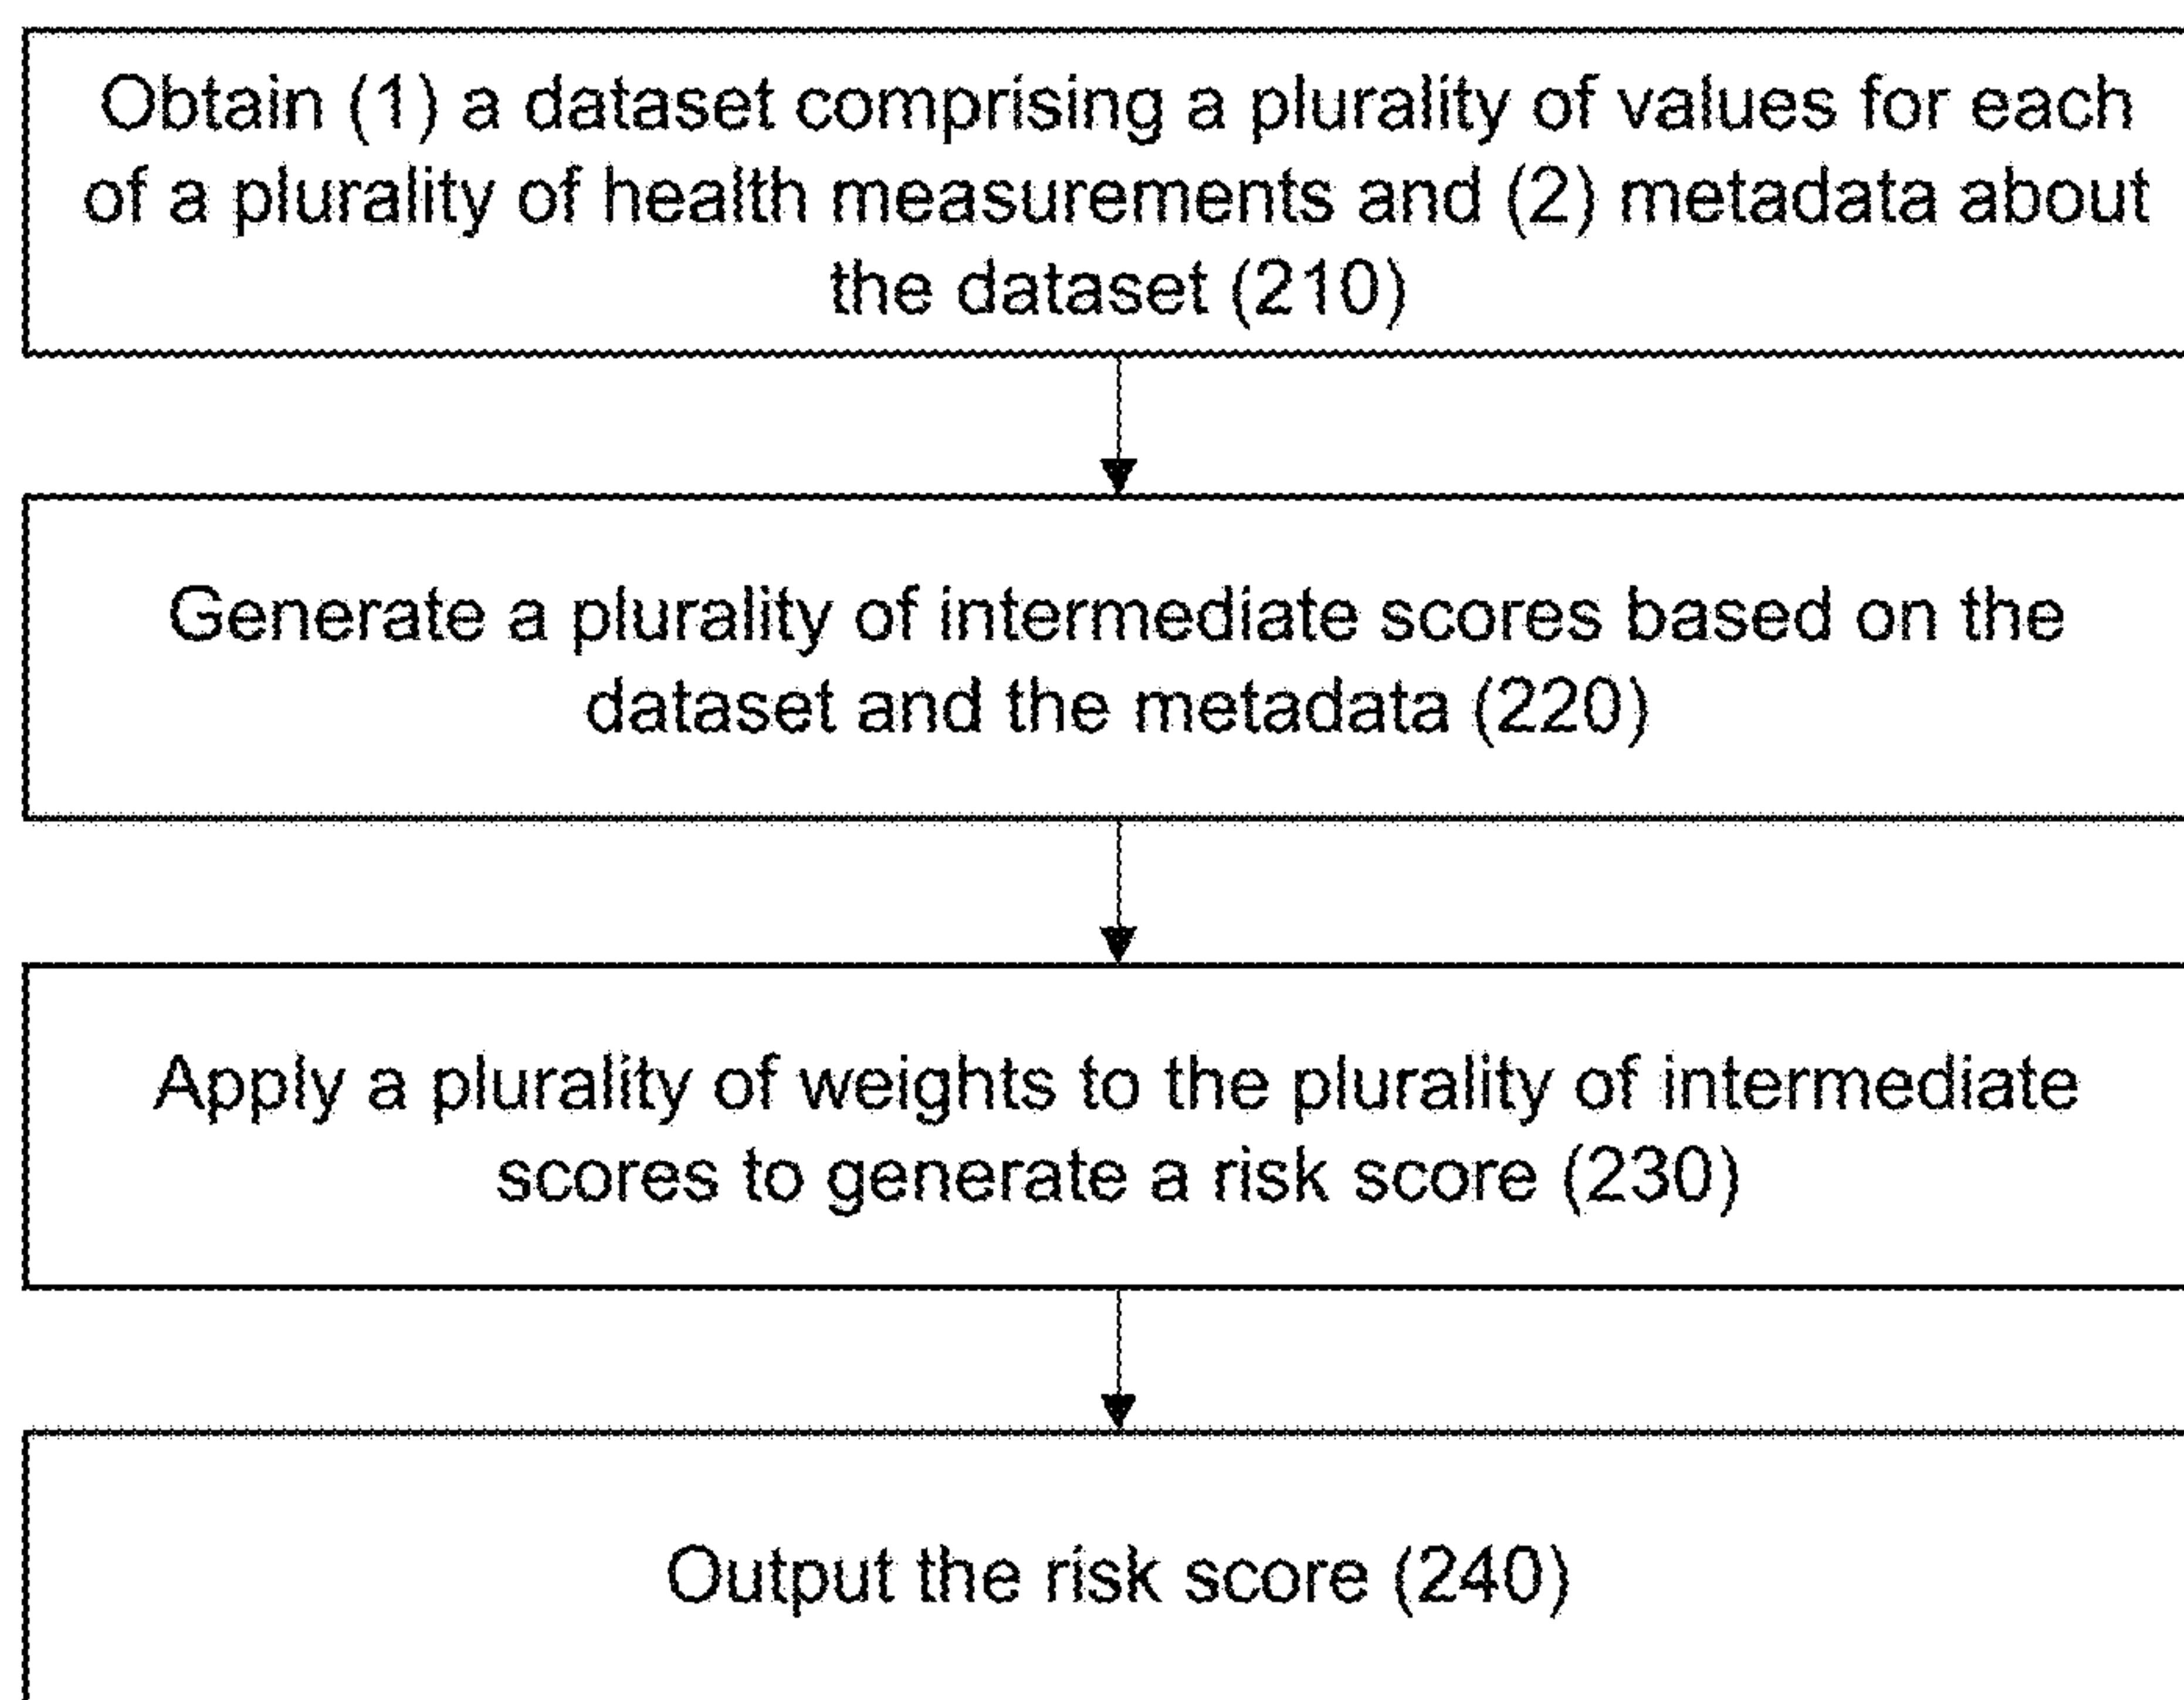 Obtain (1) a dataset comprising a plurality of values for each
of a plurality of health measurements and (2) metadata about
the dataset (210)
Generate a plurality of intermediate scores based on the
dataset and the metadata (220)
Apply a plurality of weights to the plurality of intermediate
scores to generate a risk score (230)
Output the risk score (240)